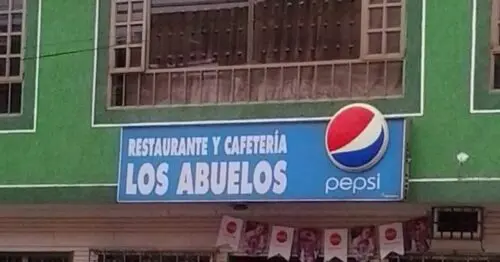 RESTAURANTE Y CAFETERÍA
LOS ABUELOS
pepsi